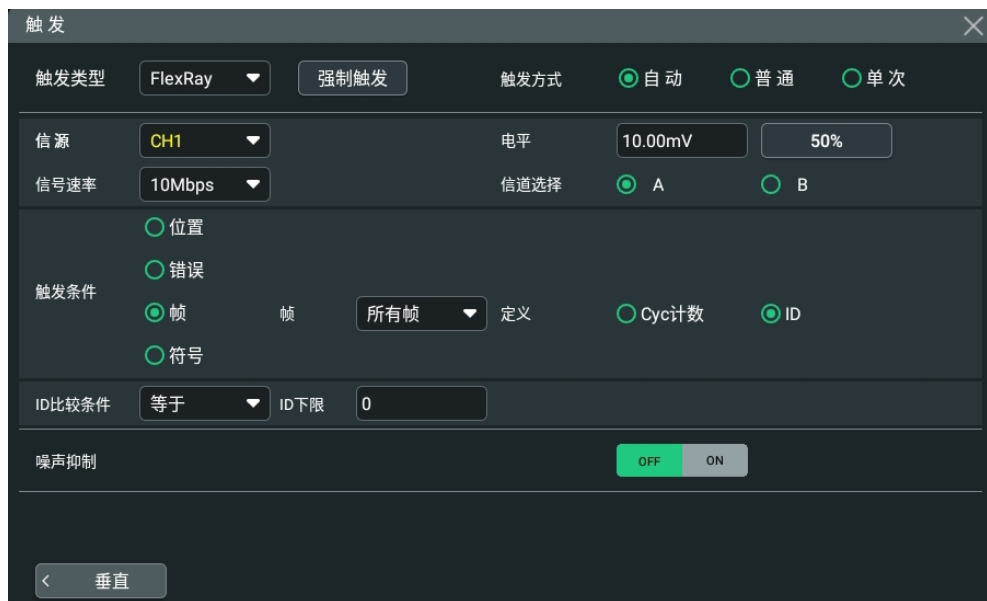 触发
触发类型 FlexRay 强制触发 触发方式 自动 普通 单次
信源 CH1 电平 10.00mV 50%
信号速率 10Mbps 信道选择 A B
位置
错误
触发条件
帧 帧 所有帧 定义 Cyc计数 ID
符号
ID比较条件 等于 ID下限 0
噪声抑制 OFF ON
< 垂直